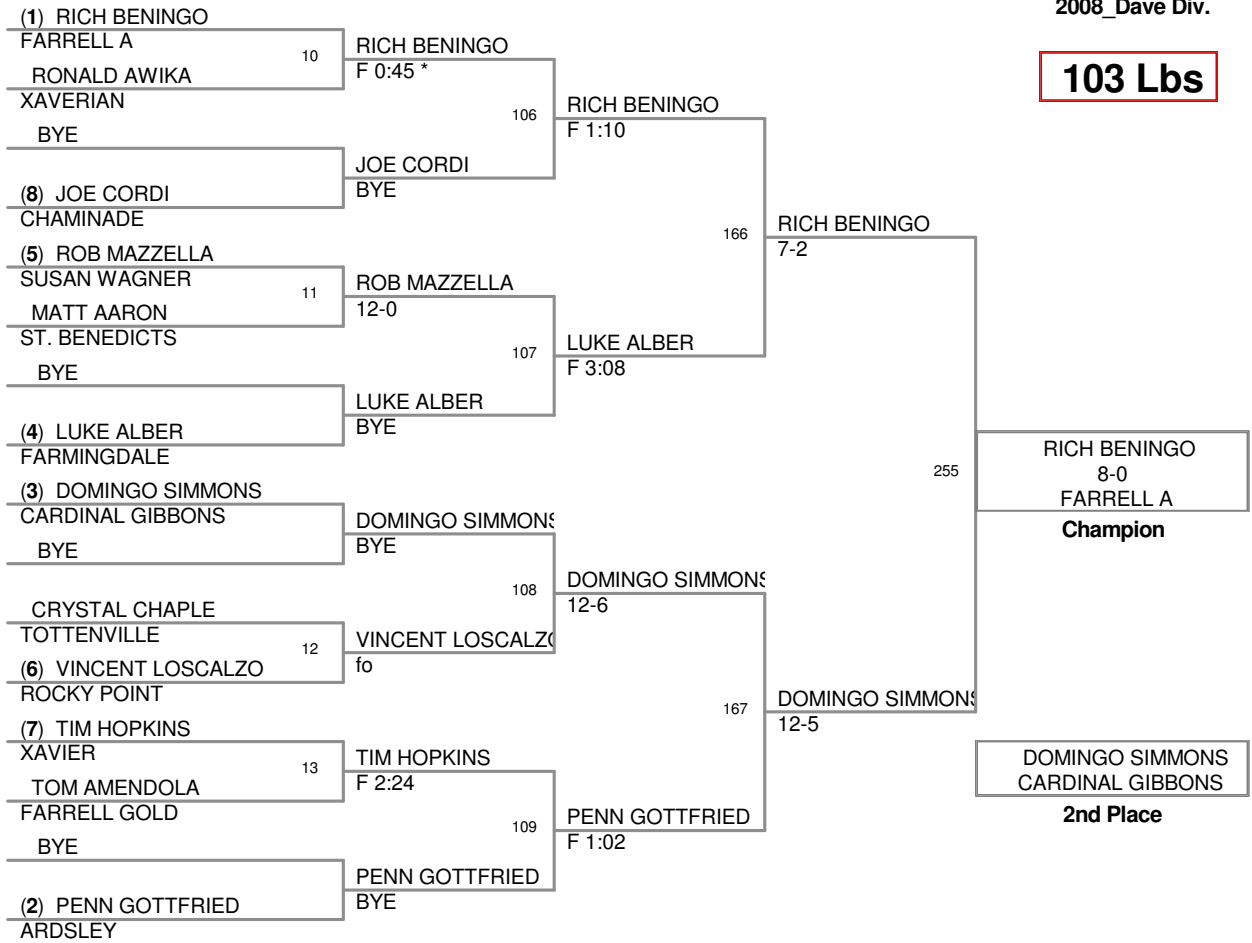 2008_Dave Div.
103 Lbs
(1) RICH BENINGO
FARRELL A
10
RONALD AWIKA
XAVERIAN
BYE
(8) JOE CORDI
CHAMINADE
(5) ROB MAZZELLA
SUSAN WAGNER
11
MATT AARON
ST. BENEDICTS
BYE
(4) LUKE ALBER
FARMINGDALE
(3) DOMINGO SIMMONS
CARDINAL GIBBONS
BYE
CRYSTAL CHAPLE
TOTTENVILLE
12
(6) VINCENT LOSCALZO
ROCKY POINT
(7) TIM HOPKINS
XAVIER
13
TOM AMENDOLA
FARRELL GOLD
BYE
(2) PENN GOTTFRIED
ARDSLEY
RICH BENINGO
F 0:45 *
106
JOE CORDI
BYE
ROB MAZZELLA
12-0
107
LUKE ALBER
BYE
DOMINGO SIMMONS
BYE
108
VINCENT LOSCALZO
fo
TIM HOPKINS
F 2:24
109
PENN GOTTFRIED
BYE
RICH BENINGO
F 1:10
166
LUKE ALBER
F 3:08
DOMINGO SIMMONS
12-6
167
PENN GOTTFRIED
F 1:02
RICH BENINGO
7-2
255
DOMINGO SIMMONS
12-5
RICH BENINGO
8-0
FARRELL A
Champion
DOMINGO SIMMONS
CARDINAL GIBBONS
2nd Place